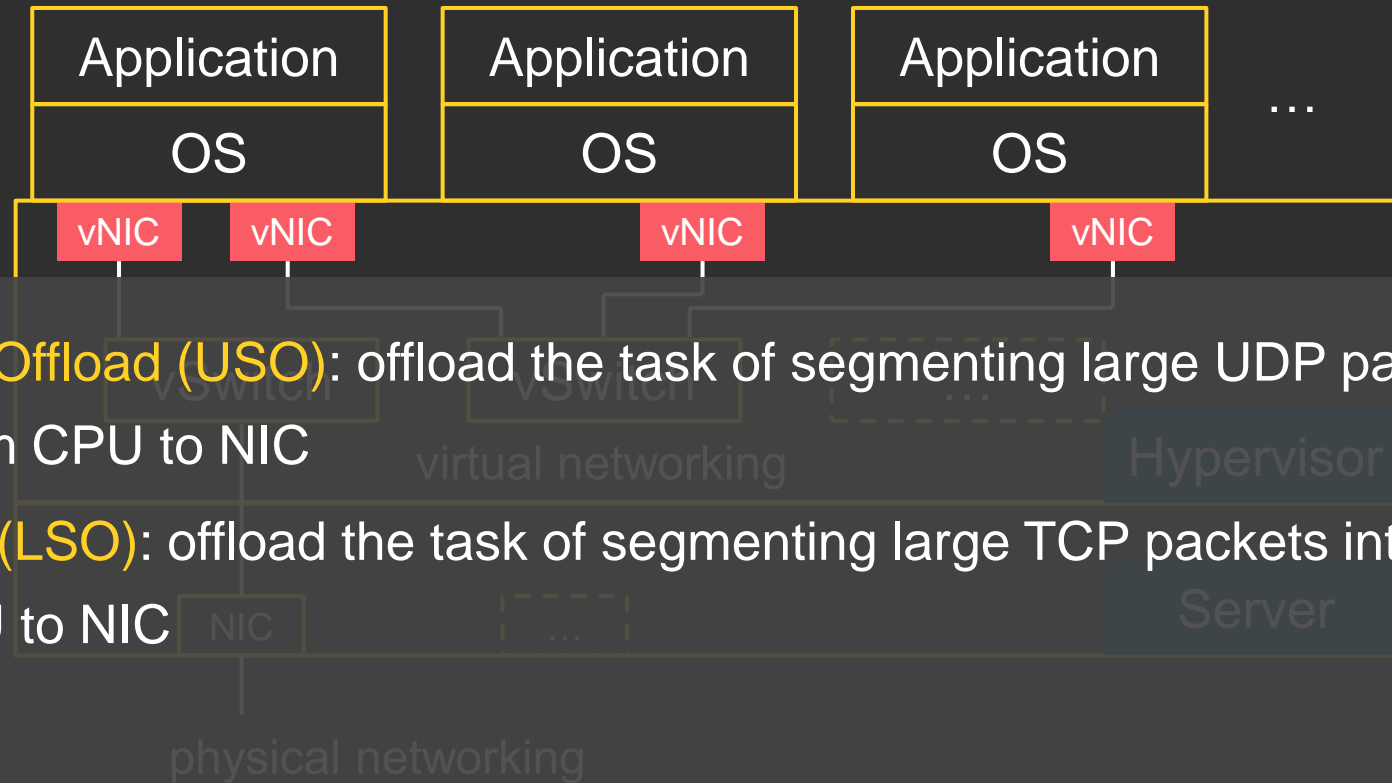 Application Application Application
…
OS OS OS
vNIC vNIC vNIC vNIC
Offload (USO): offload the task of segmenting large UDP pa
vSwitch vSwitch …
n CPU to NIC
virtual networking Hypervisor
(LSO): offload the task of segmenting large TCP packets int
Server
to NIC
NIC …
physical networking